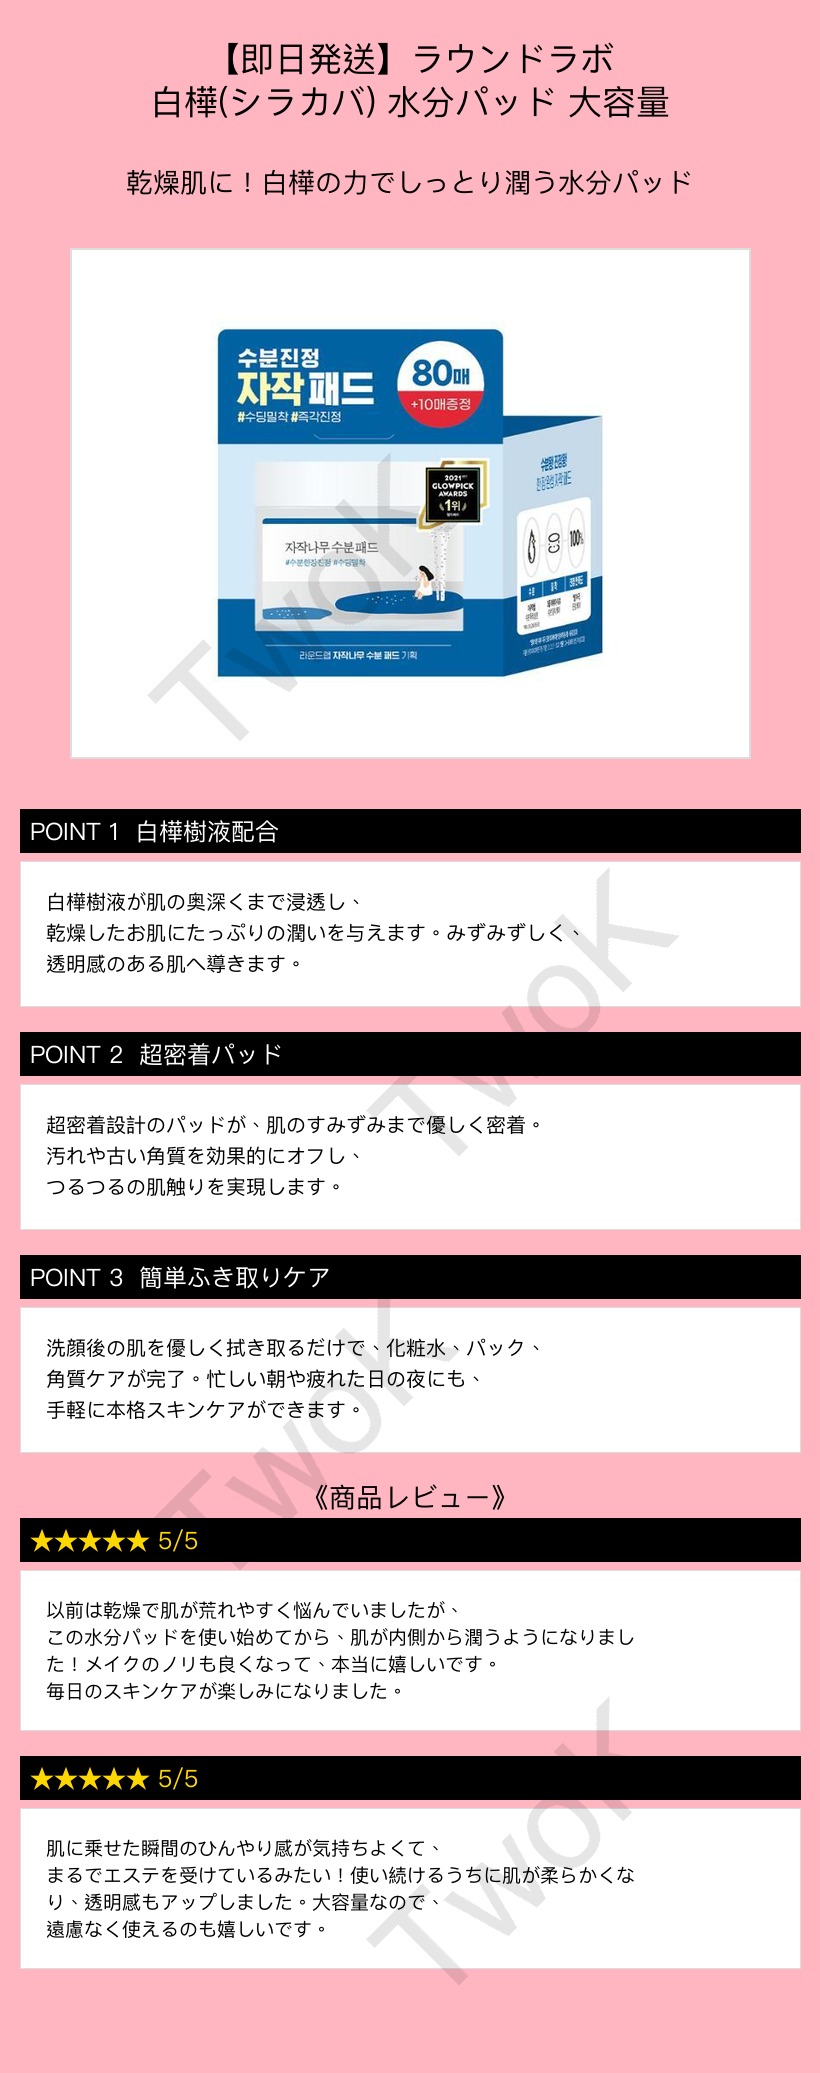 【即日発送】ラウンドラボ
白樺(シラカバ) 水分パッド 大容量
乾燥肌に！白樺の力でしっとり潤う水分パッド
수분진정
자작패드
#수딩밀착 #즉각진정
80매
+10매증정
2021
GLOWPICK
AWARDS
1위
자작나무 수분패드
#수분한장진정 #수딩밀착
라운드랩 자작나무 수분 패드 기획
100%
TwoK
POINT 1 白樺樹液配合
白樺樹液が肌の奥深くまで浸透し、
乾燥したお肌にたっぷりの潤いを与えます。みずみずしく、
透明感のある肌へ導きます。
TwoK
POINT 2 超密着パッド
超密着設計のパッドが、肌のすみずみまで優しく密着。
汚れや古い角質を効果的にオフし、
つるつるの肌触りを実現します。
POINT 3 簡単ふき取りケア
洗顔後の肌を優しく拭き取るだけで、化粧水、パック、
角質ケアが完了。忙しい朝や疲れた日の夜にも、
手軽に本格スキンケアができます。
TwoK
《商品レビュー》
★★★★★ 5/5
以前は乾燥で肌が荒れやすく悩んでいましたが、
この水分パッドを使い始めてから、肌が内側から潤うようになりまし
た！メイクのノリも良くなって、本当に嬉しいです。
毎日のスキンケアが楽しみになりました。
★★★★★ 5/5
肌に乗せた瞬間のひんやり感が気持ちよくて、
まるでエステを受けているみたい！使い続けるうちに肌が柔らかくな
り、透明感もアップしました。大容量なので、
遠慮なく使えるのも嬉しいです。
TwoK